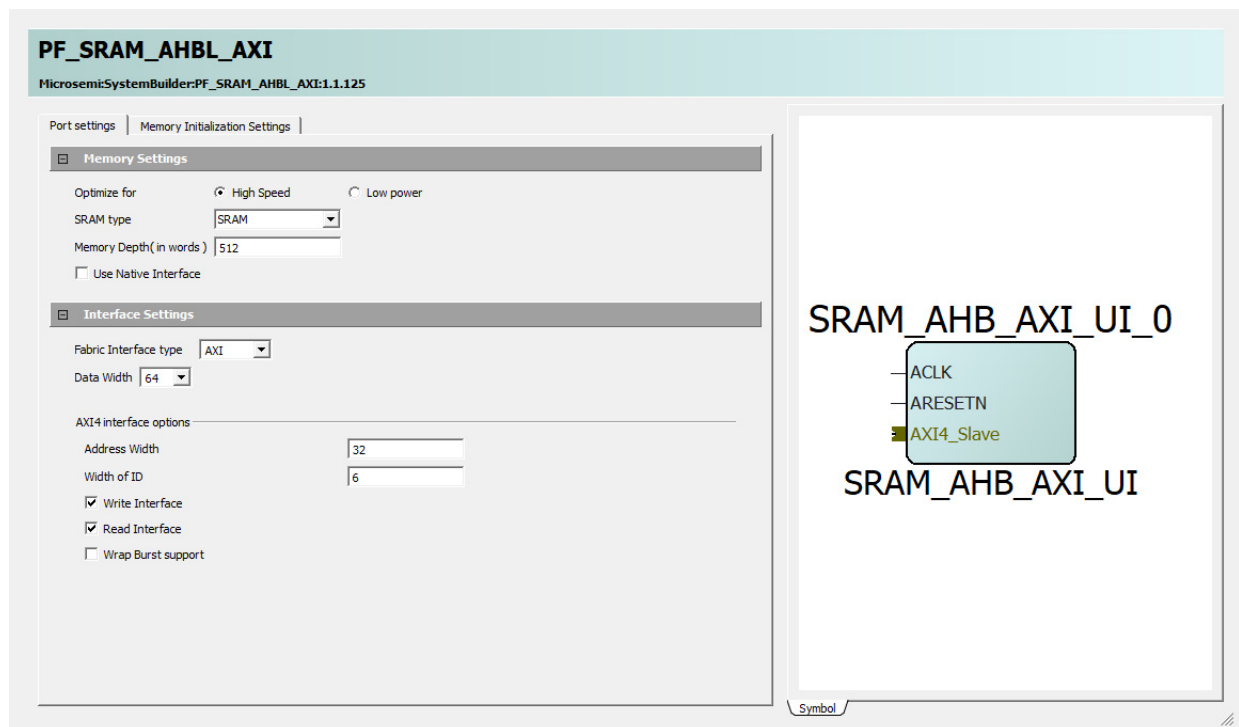 PF_SRAM_AHBL_AXI
Microsemi:SystemBuilder:PF_SRAM_AHBL_AXI:1.1.125
Port settings Memory Initialization Settings
Memory Settings
Optimize for High Speed Low power
SRAM type SRAM
Memory Depth( in words ) 512
Use Native Interface
Interface Settings
Fabric Interface type AXI
Data Width 64
AXI4 interface options
Address Width 32
Width of ID 6
Write Interface
Read Interface
Wrap Burst support
SRAM_AHB_AXI_UI_0
ACLK
ARESETN
AXI4_Slave
SRAM_AHB_AXI_UI
Symbol